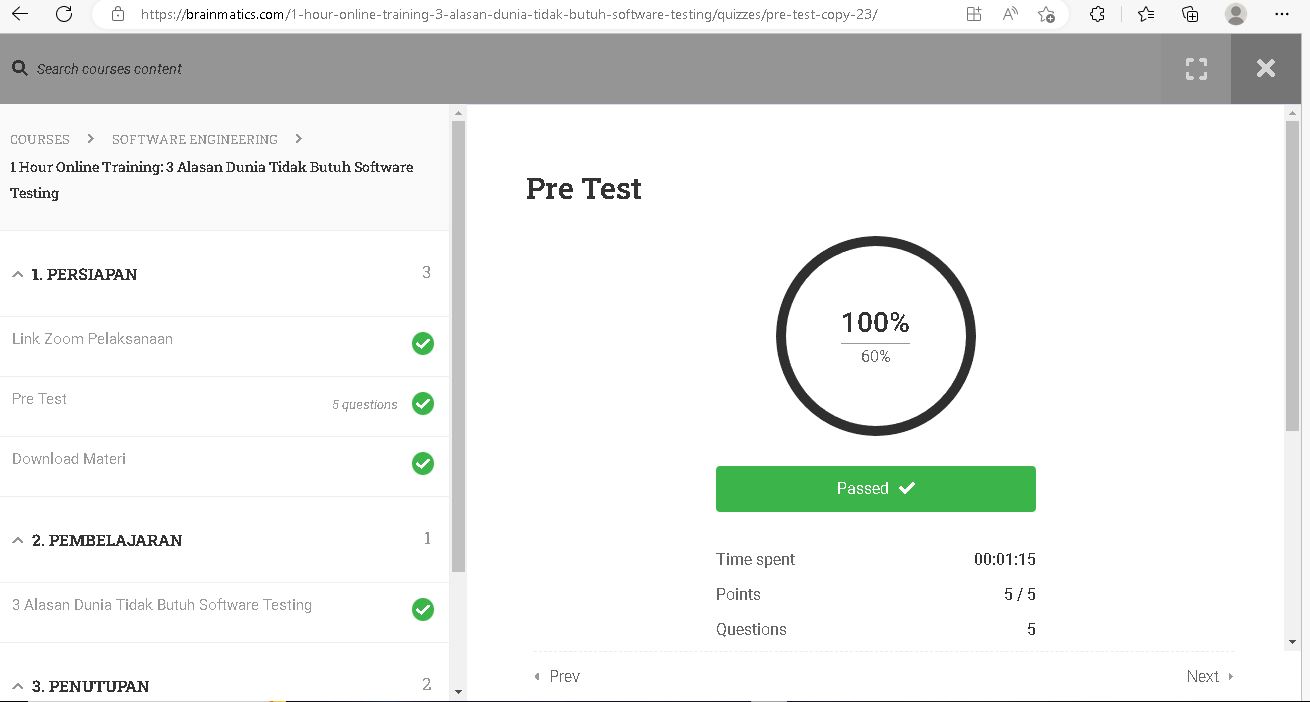 https://brainmatics.com/1-hour-online-training-3-alasan-dunia-tidak-butuh-software-testing/quizzes/pre-test-copy-23/
Search courses content
COURSES
SOFTWARE ENGINEERING
1 Hour Online Training: 3 Alasan Dunia Tidak Butuh Software
Testing
1. PERSIAPAN 3
Link Zoom Pelaksanaan
Pre Test 5 questions
Download Materi
2. PEMBELAJARAN 1
3 Alasan Dunia Tidak Butuh Software Testing
3. PENUTUPAN 2
Pre Test
100%
60%
Passed
Time spent 00:01:15
Points 5 / 5
Questions 5
Prev Next